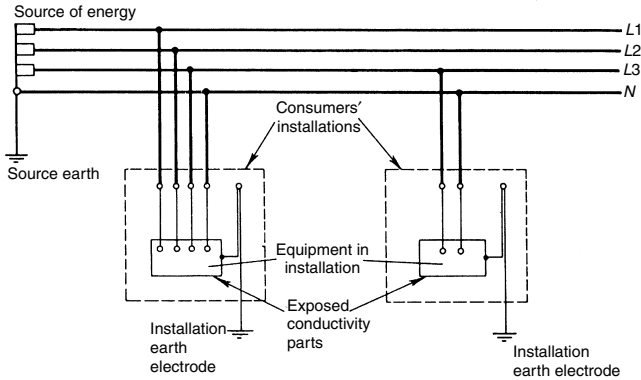 Source of energy
L1
L2
L3
N
Consumers'
installations
Source earth
Equipment in
installation
Exposed
conductivity
parts
Installation
earth
electrode
Installation
earth electrode